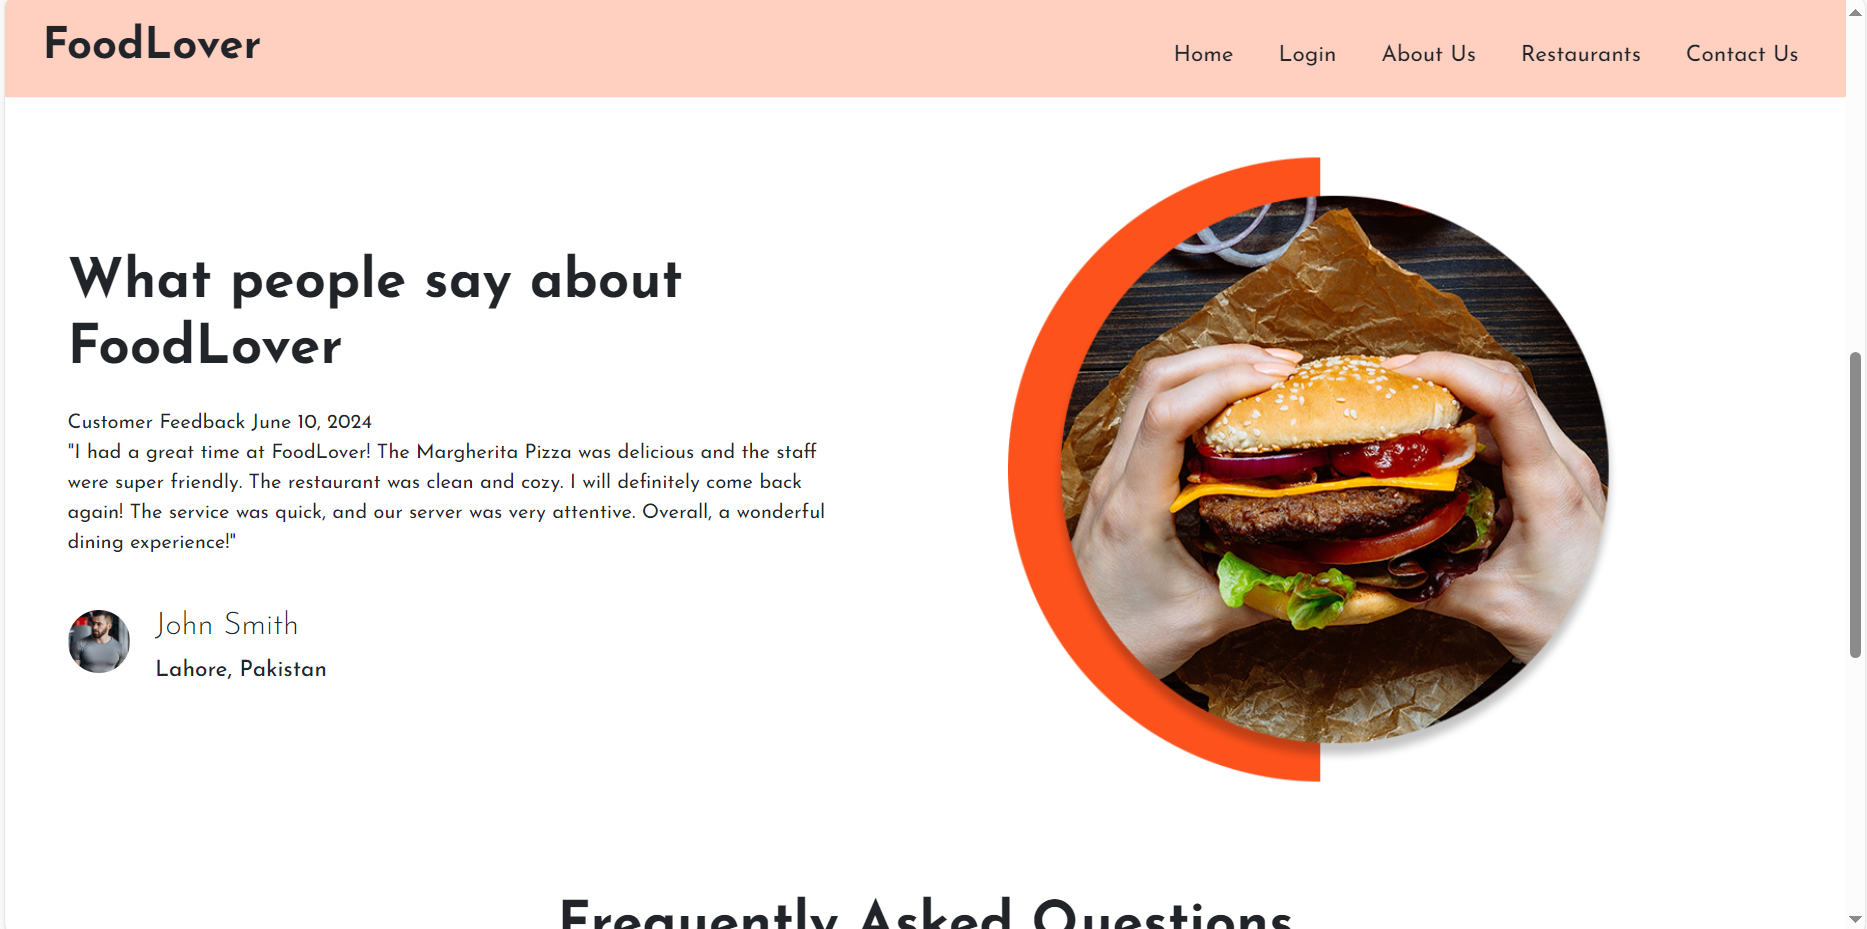 FoodLover
Home Login About Us Restaurants Contact Us
What people say about
FoodLover
Customer Feedback June 10, 2024
"I had a great time at FoodLover! The Margherita Pizza was delicious and the staff
were super friendly. The restaurant was clean and cozy. I will definitely come back
again! The service was quick, and our server was very attentive. Overall, a wonderful
dining experience!"
John Smith
Lahore, Pakistan
Frequently Asked Questions